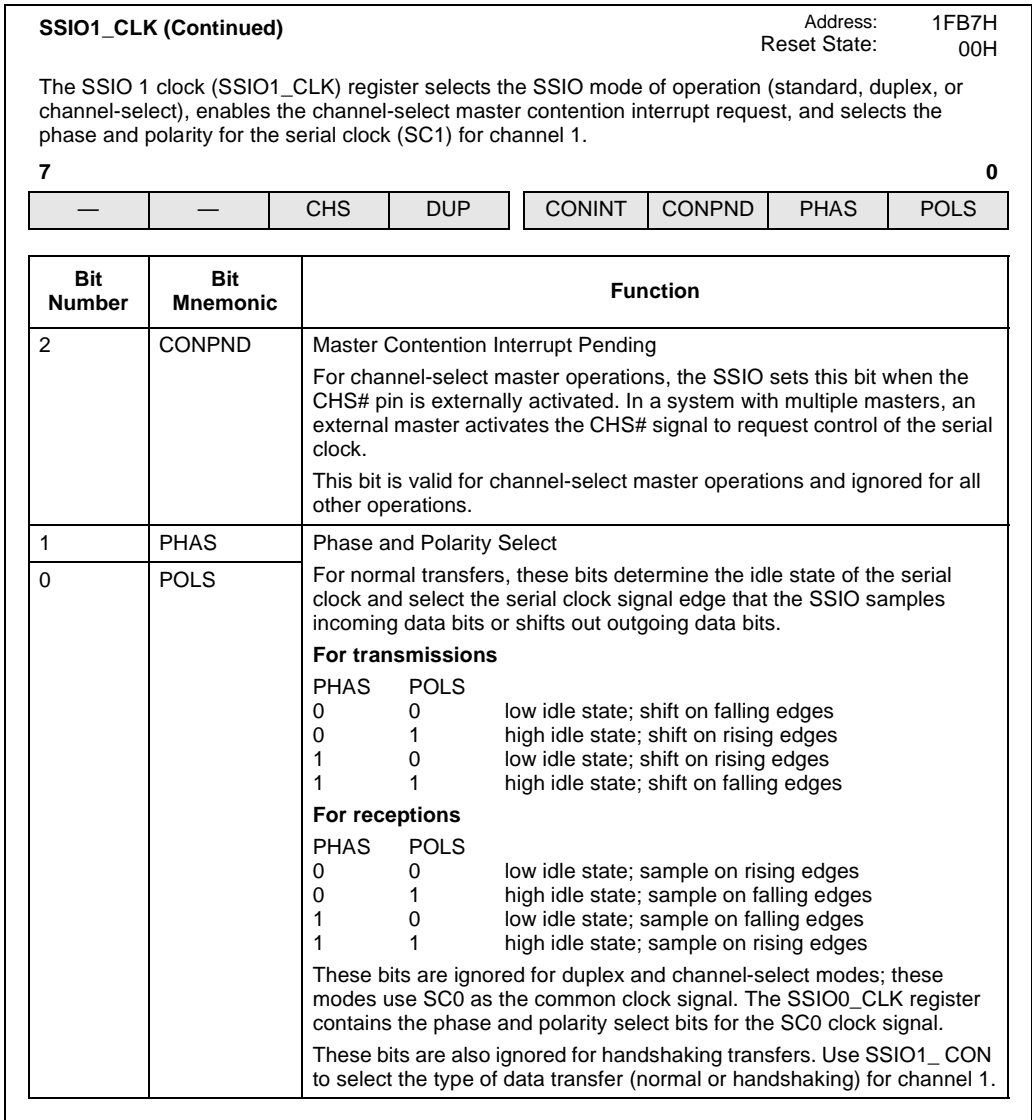 SSIO1_CLK (Continued)
Address: 1FB7H
Reset State: 00H
The SSIO 1 clock (SSIO1_CLK) register selects the SSIO mode of operation (standard, duplex, or
channel-select), enables the channel-select master contention interrupt request, and selects the
phase and polarity for the serial clock (SC1) for channel 1.
7 0
— — CHS DUP CONINT CONPND PHAS POLS
Bit Number Bit Mnemonic Function
2 CONPND Master Contention Interrupt Pending
For channel-select master operations, the SSIO sets this bit when the
CHS# pin is externally activated. In a system with multiple masters, an
external master activates the CHS# signal to request control of the serial
clock.
This bit is valid for channel-select master operations and ignored for all
other operations.
1 PHAS Phase and Polarity Select
0 POLS For normal transfers, these bits determine the idle state of the serial
clock and select the serial clock signal edge that the SSIO samples
incoming data bits or shifts out outgoing data bits.
For transmissions
PHAS POLS
0 0 low idle state; shift on falling edges
0 1 high idle state; shift on rising edges
1 0 low idle state; shift on rising edges
1 1 high idle state; shift on falling edges
For receptions
PHAS POLS
0 0 low idle state; sample on rising edges
0 1 high idle state; sample on falling edges
1 0 low idle state; sample on falling edges
1 1 high idle state; sample on rising edges
These bits are ignored for duplex and channel-select modes; these
modes use SC0 as the common clock signal. The SSIO0_CLK register
contains the phase and polarity select bits for the SC0 clock signal.
These bits are also ignored for handshaking transfers. Use SSIO1_ CON
to select the type of data transfer (normal or handshaking) for channel 1.